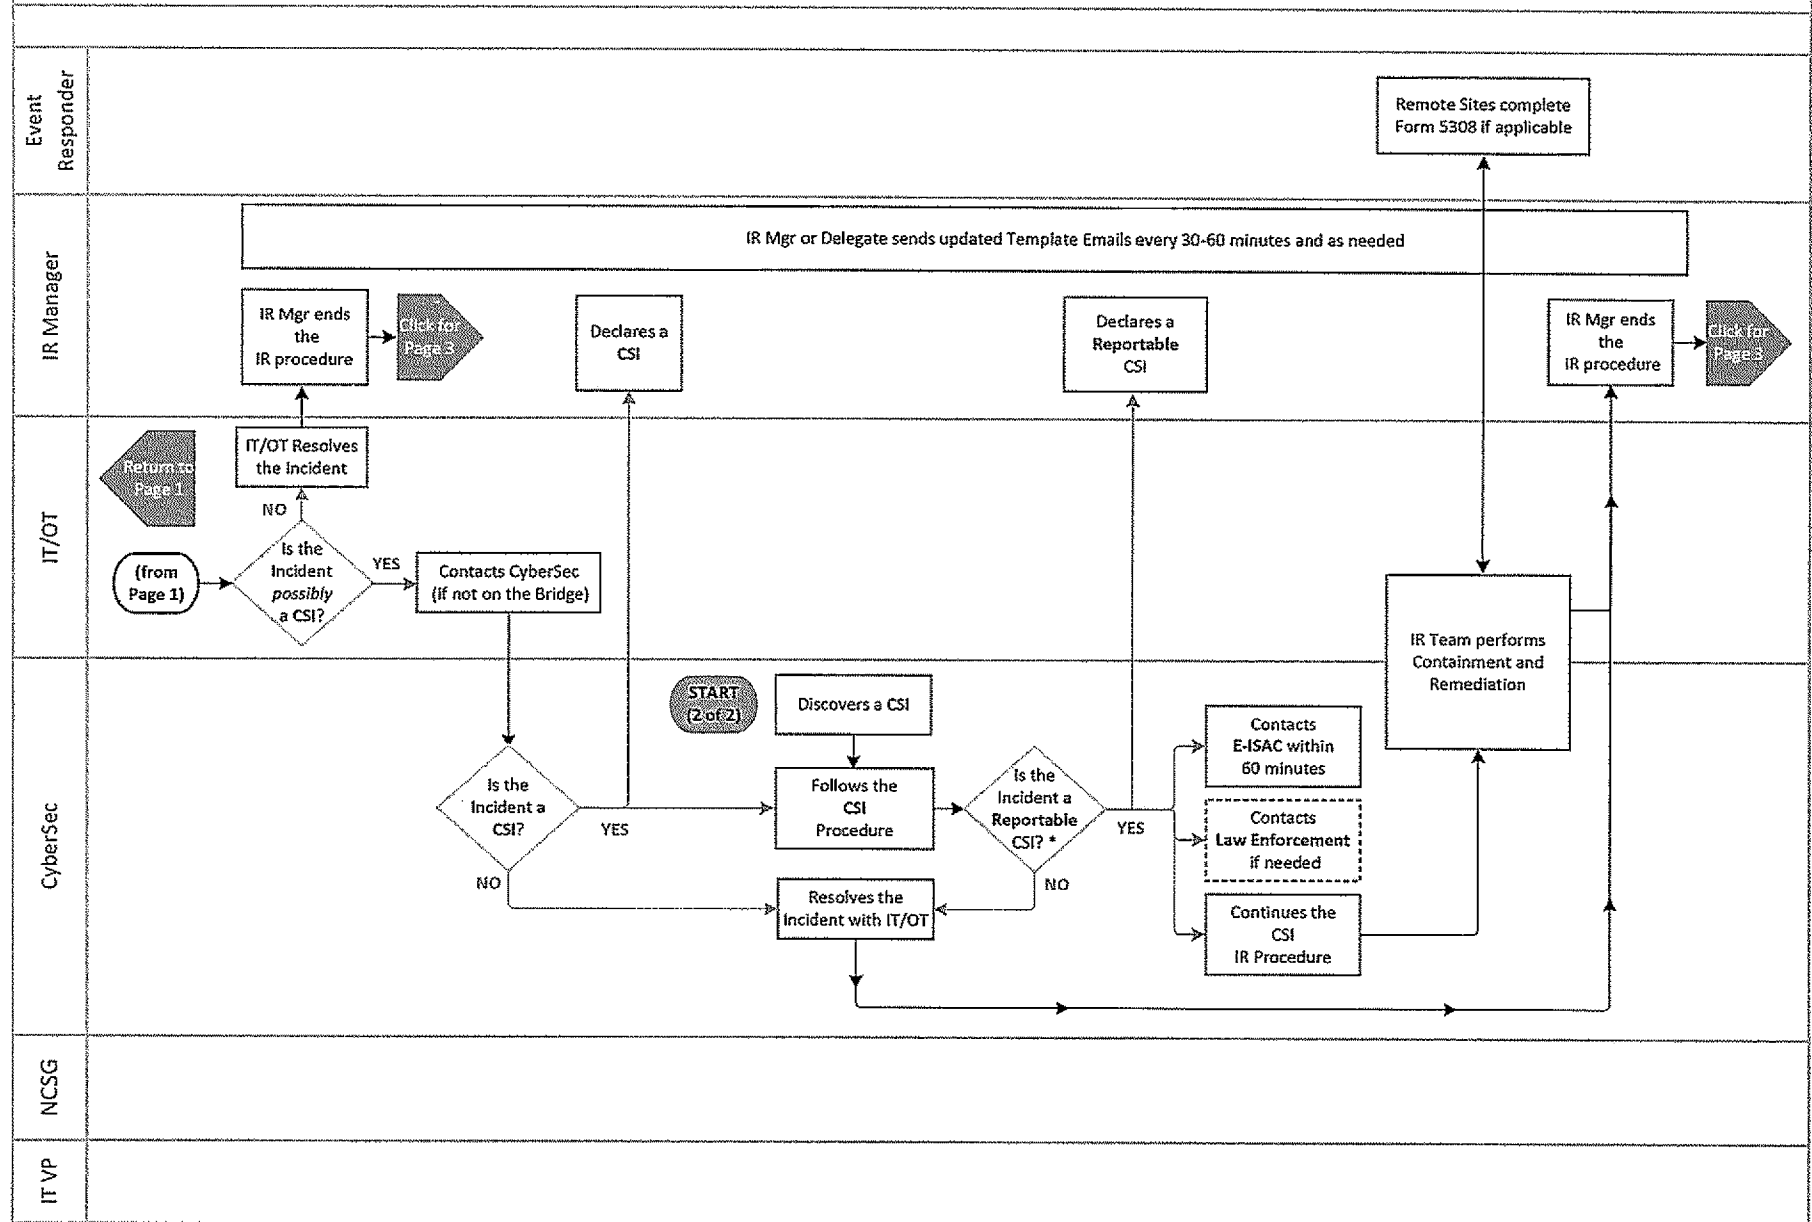 Event
Responder
Remote Sites complete
Form 5308 if applicable
IR Manager
IR Mgr or Delegate sends updated Template Emails every 30-60 minutes and as needed
IR Mgr ends
the
IR procedure
Click for
Page 3
Declares a
CSI
Declares a
Reportable
CSI
IR Mgr ends
the
IR procedure
Click for
Page 3
IT/OT
Return to
Page 1
IT/OT Resolves
the Incident
NO
(from
Page 1)
Is the
Incident
possibly
a CSI?
YES
Contacts CyberSec
(If not on the Bridge)
IR Team performs
Containment and
Remediation
CyberSec
START
(2 of 2)
Discovers a CSI
Is the
Incident a
CSI?
YES
NO
Follows the
CSI
Procedure
Is the
Incident a
Reportable
CSI? *
YES
NO
Resolves the
Incident with IT/OT
Contacts
E-ISAC within
60 minutes
Contacts
Law Enforcement
if needed
Continues the
CSI
IR Procedure
NCSG
IT VP